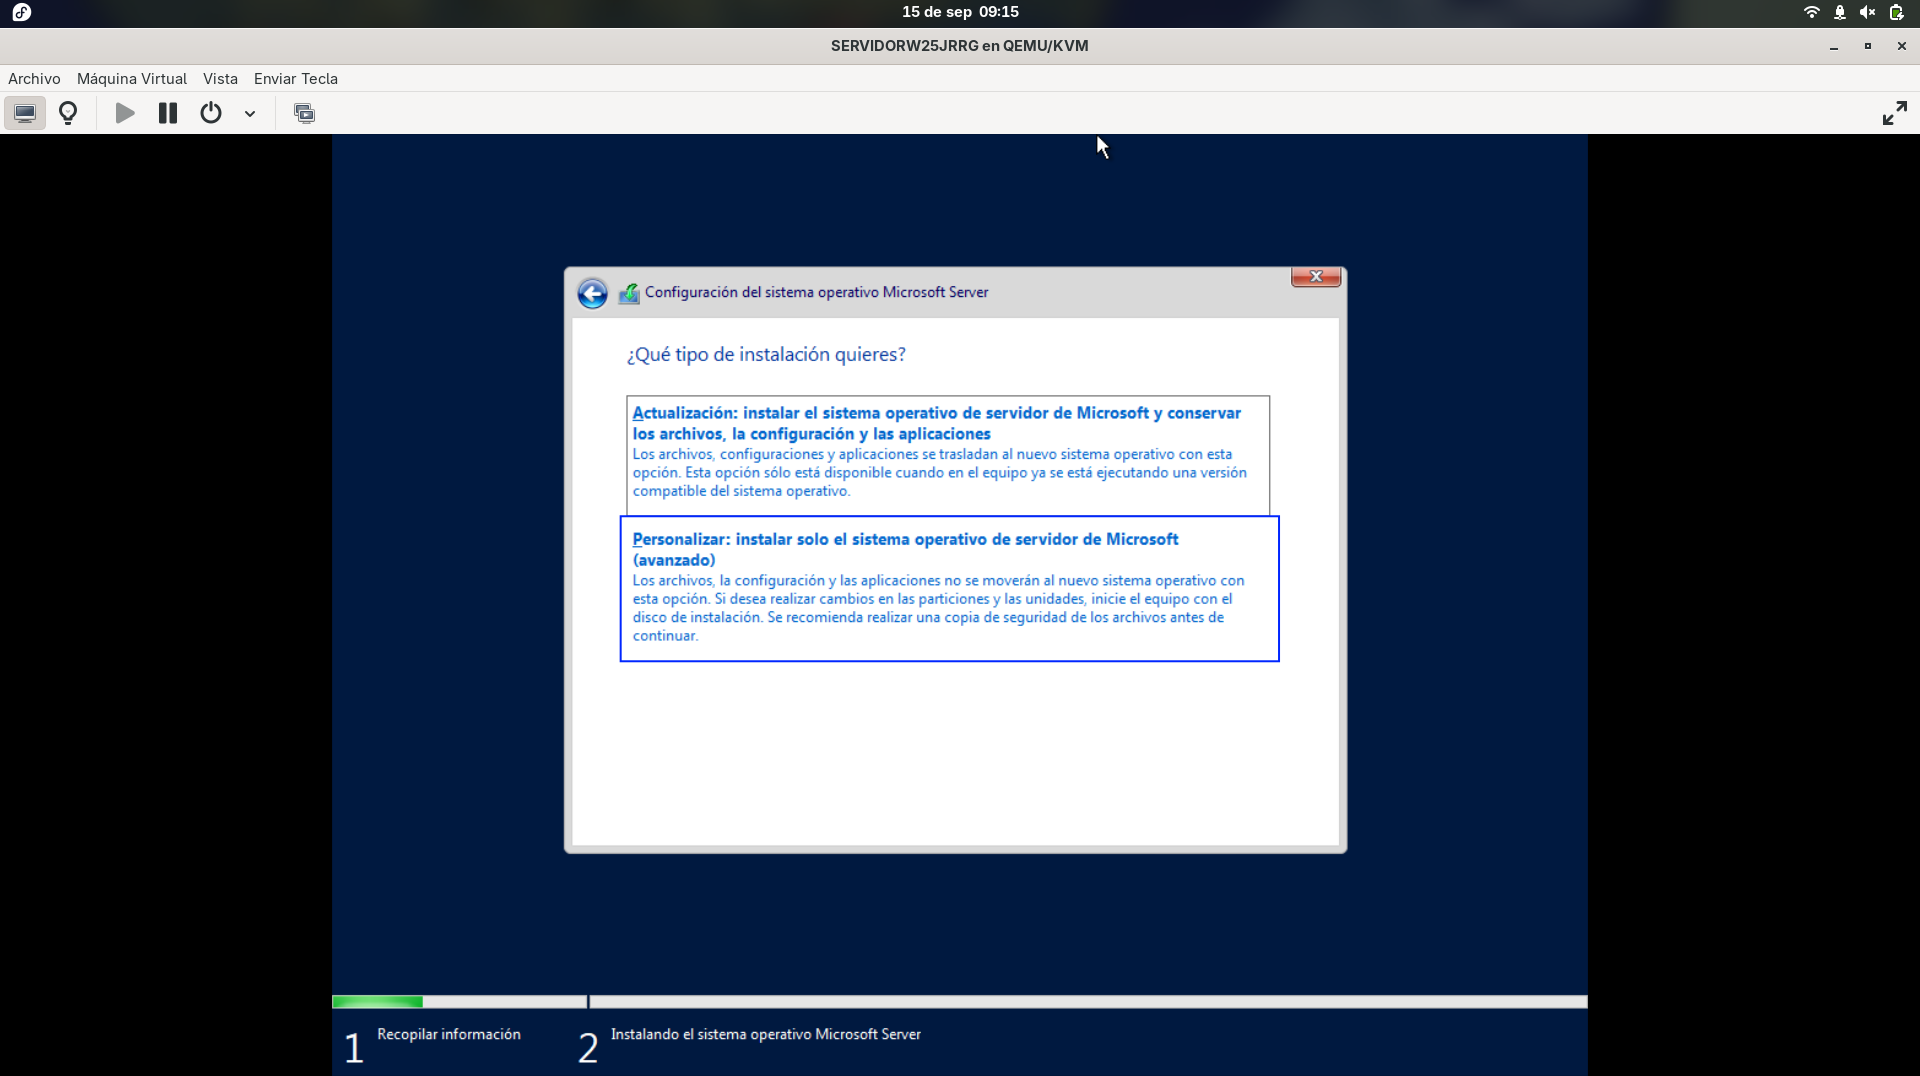 15 de sep 09:15
SERVIDORW25JRRG en QEMU/KVM
Archivo Máquina Virtual Vista Enviar Tecla
Configuración del sistema operativo Microsoft Server
¿Qué tipo de instalación quieres?
Actualización: instalar el sistema operativo de servidor de Microsoft y conservar
los archivos, la configuración y las aplicaciones
Los archivos, configuraciones y aplicaciones se trasladan al nuevo sistema operativo con esta
opción. Esta opción sólo está disponible cuando en el equipo ya se está ejecutando una versión
compatible del sistema operativo.
Personalizar: instalar solo el sistema operativo de servidor de Microsoft
(avanzado)
Los archivos, la configuración y las aplicaciones no se moverán al nuevo sistema operativo con
esta opción. Si desea realizar cambios en las particiones y las unidades, inicie el equipo con el
disco de instalación. Se recomienda realizar una copia de seguridad de los archivos antes de
continuar.
1 Recopilar información
2 Instalando el sistema operativo Microsoft Server